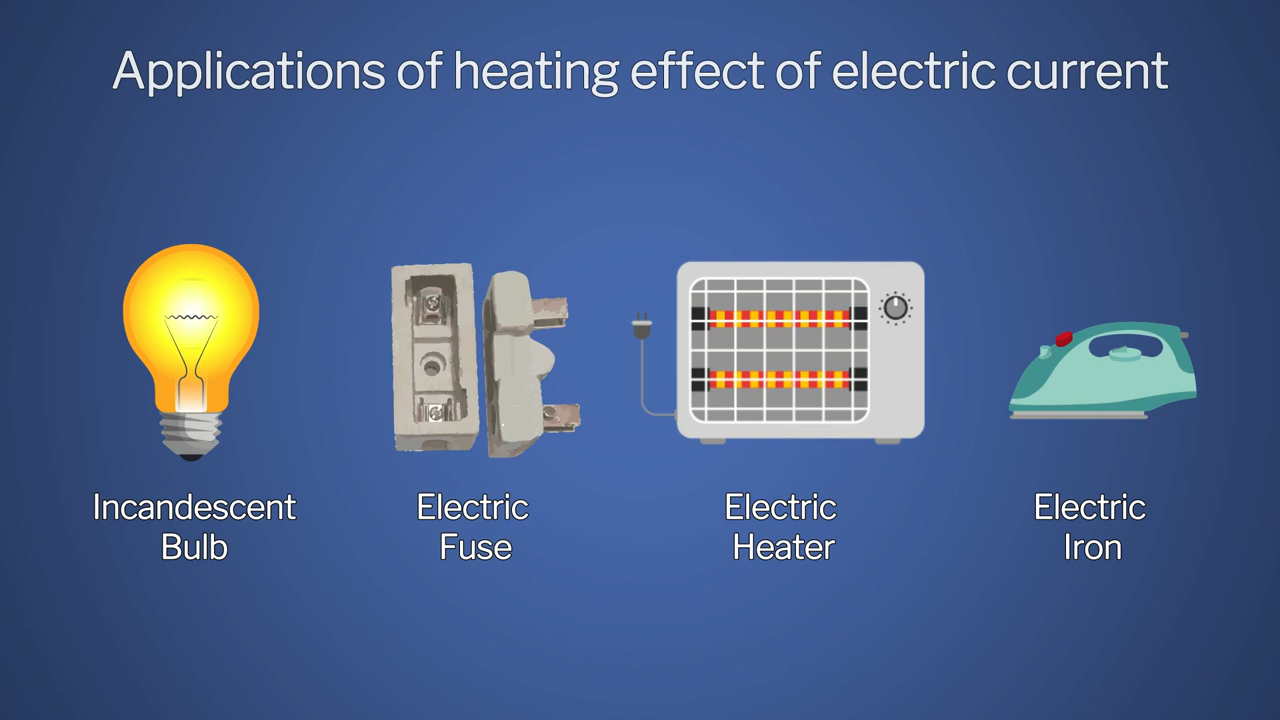 Applications of heating effect of electric current
Incandescent
Bulb
Electric
Fuse
Electric
Heater
Electric
Iron